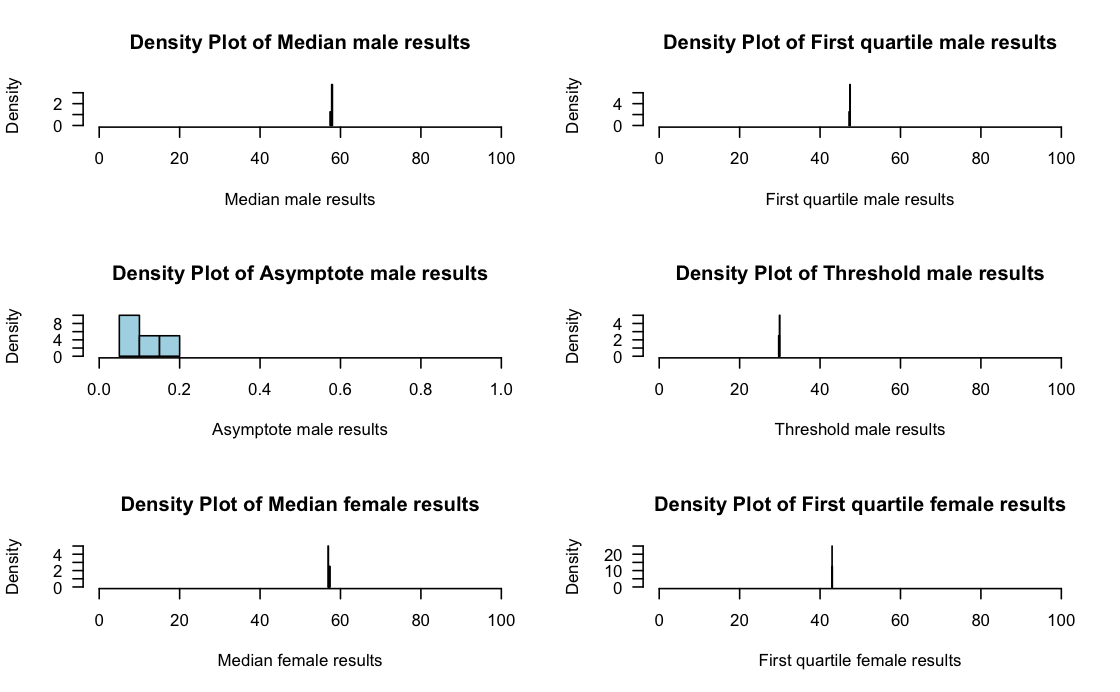 Density Plot of Median male results
Density
2
0
0 20 40 60 80 100
Median male results
Density Plot of First quartile male results
Density
4
0
0 20 40 60 80 100
First quartile male results
Density Plot of Asymptote male results
Density
8
4
0
0.0 0.2 0.4 0.6 0.8 1.0
Asymptote male results
Density Plot of Threshold male results
Density
4
2
0
0 20 40 60 80 100
Threshold male results
Density Plot of Median female results
Density
4
2
0
0 20 40 60 80 100
Median female results
Density Plot of First quartile female results
Density
20
10
0
0 20 40 60 80 100
First quartile female results